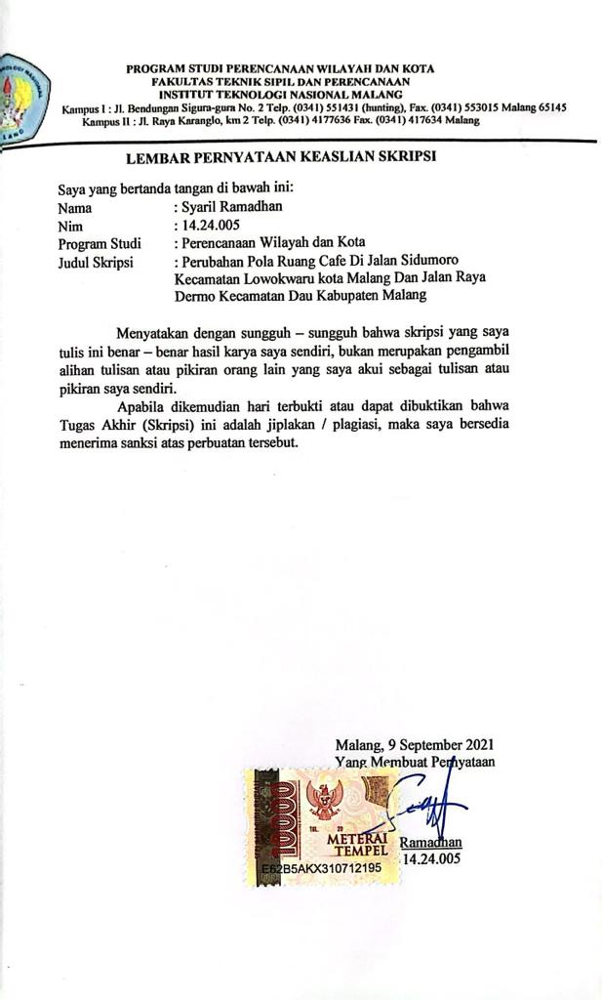 PROGRAM STUDI PERENCANAAN WILAYAH DAN KOTA
FAKULTAS TEKNIK SIPIL DAN PERENCANAAN
INSTITUT TEKNOLOGI NASIONAL MALANG
Kampus I : Jl. Bendungan Sigura-gura No. 2 Telp. (0341) 551431 (hunting), Fax. (0341) 553015 Malang 65145
Kampus II : Jl. Raya Karanglo, km 2 Telp. (0341) 4177636 Fax. (0341) 417634 Malang
LEMBAR PERNYATAAN KEASLIAN SKRIPSI
Saya yang bertanda tangan di bawah ini:
Nama : Syaril Ramadhan
Nim : 14.24.005
Program Studi : Perencanaan Wilayah dan Kota
Judul Skripsi : Perubahan Pola Ruang Cafe Di Jalan Sidumoro
Kecamatan Lowokwaru kota Malang Dan Jalan Raya
Dermo Kecamatan Dau Kabupaten Malang
Menyatakan dengan sungguh – sungguh bahwa skripsi yang saya
tulis ini benar – benar hasil karya saya sendiri, bukan merupakan pengambil
alihan tulisan atau pikiran orang lain yang saya akui sebagai tulisan atau
pikiran saya sendiri.
Apabila dikemudian hari terbukti atau dapat dibuktikan bahwa
Tugas Akhir (Skripsi) ini adalah jiplakan / plagiasi, maka saya bersedia
menerima sanksi atas perbuatan tersebut.
Malang, 9 September 2021
Yang Membuat Pernyataan
10000
TGL. 20
METERAI
TEMPEL
E62B5AKX310712195
Ramadhan
14.24.005